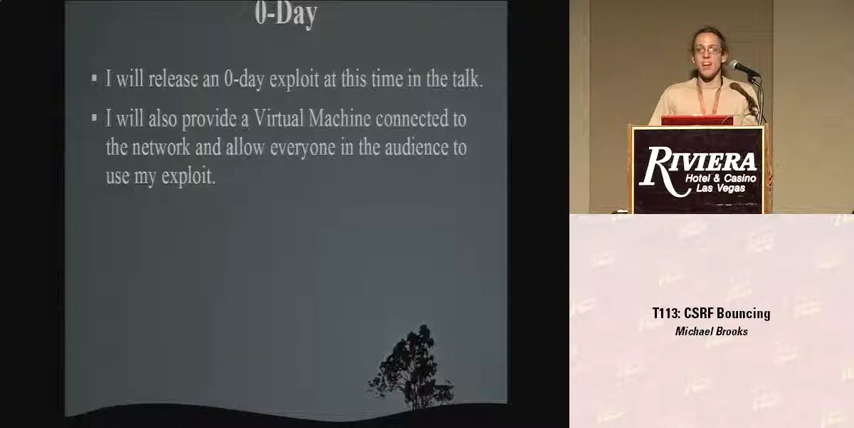 0-Day
▪ I will release an 0-day exploit at this time in the talk.
▪ I will also provide a Virtual Machine connected to
the network and allow everyone in the audience to
use my exploit.
RIVIERA
Hotel & Casino
Las Vegas
T113: CSRF Bouncing
Michael Brooks